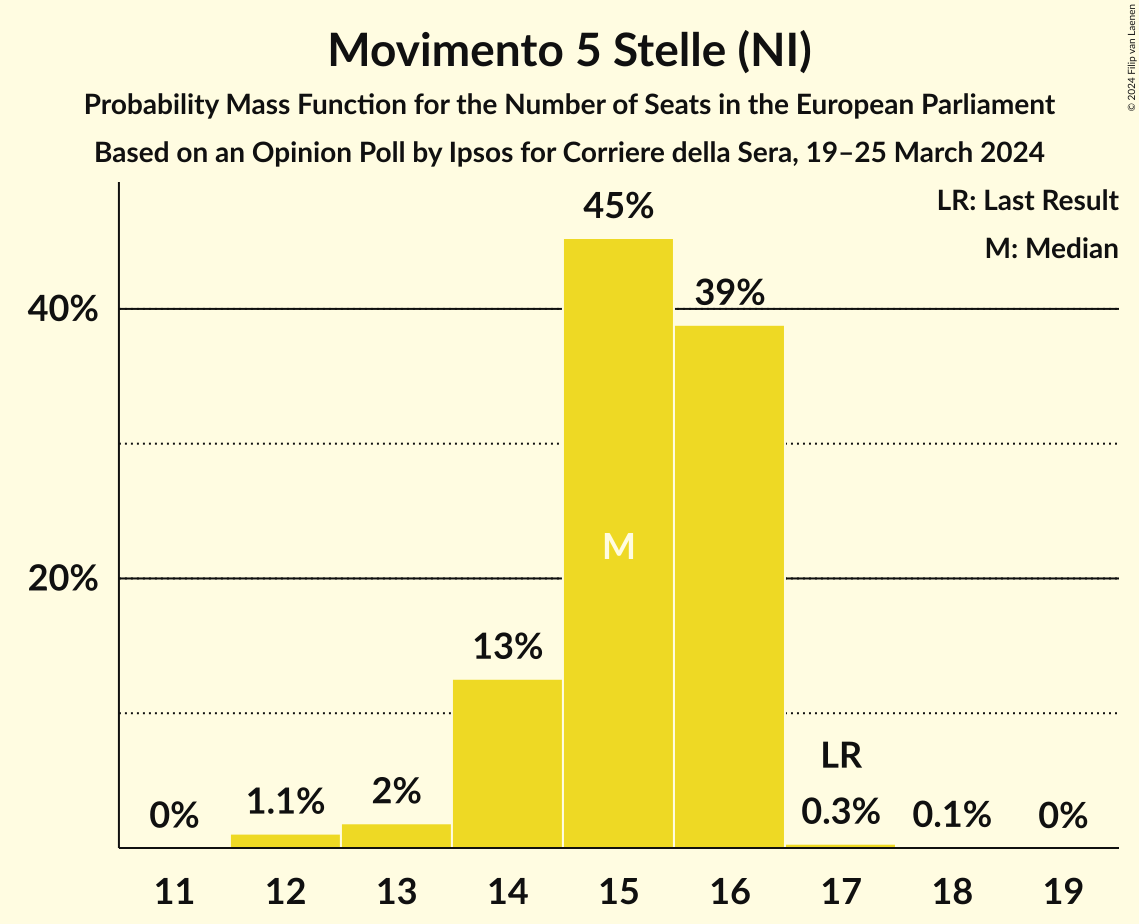 Movimento 5 Stelle (NI)
Probability Mass Function for the Number of Seats in the European Parliament
Based on an Opinion Poll by Ipsos for Corriere della Sera, 19–25 March 2024
© 2024 Filip van Laenen
LR: Last Result
M: Median
40%
20%
0%
1.1%
2%
13%
45%
M
39%
LR
0.3%
0.1%
0%
11 12 13 14 15 16 17 18 19